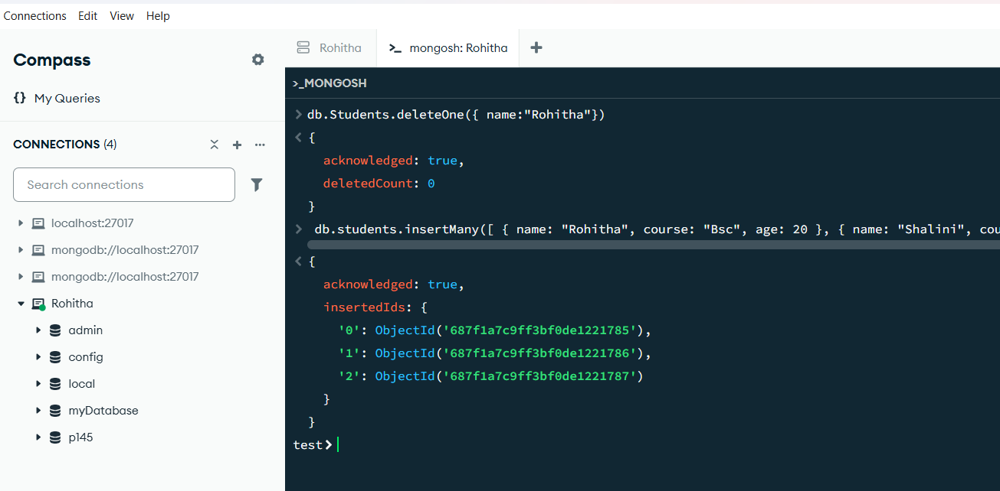 Connections Edit View Help
Compass
{} My Queries
CONNECTIONS (4)
Search connections
localhost:27017
mongodb://localhost:27017
mongodb://localhost:27017
Rohitha
admin
config
local
myDatabase
p145
Rohitha >_ mongosh: Rohitha +
>_MONGOSH
> db.Students.deleteOne({ name:"Rohitha"})
< {
acknowledged: true,
deletedCount: 0
}
> db.students.insertMany([ { name: "Rohitha", course: "Bsc", age: 20 }, { name: "Shalini", cou
< {
acknowledged: true,
insertedIds: {
'0': ObjectId('687f1a7c9ff3bf0de1221785'),
'1': ObjectId('687f1a7c9ff3bf0de1221786'),
'2': ObjectId('687f1a7c9ff3bf0de1221787')
}
}
test>